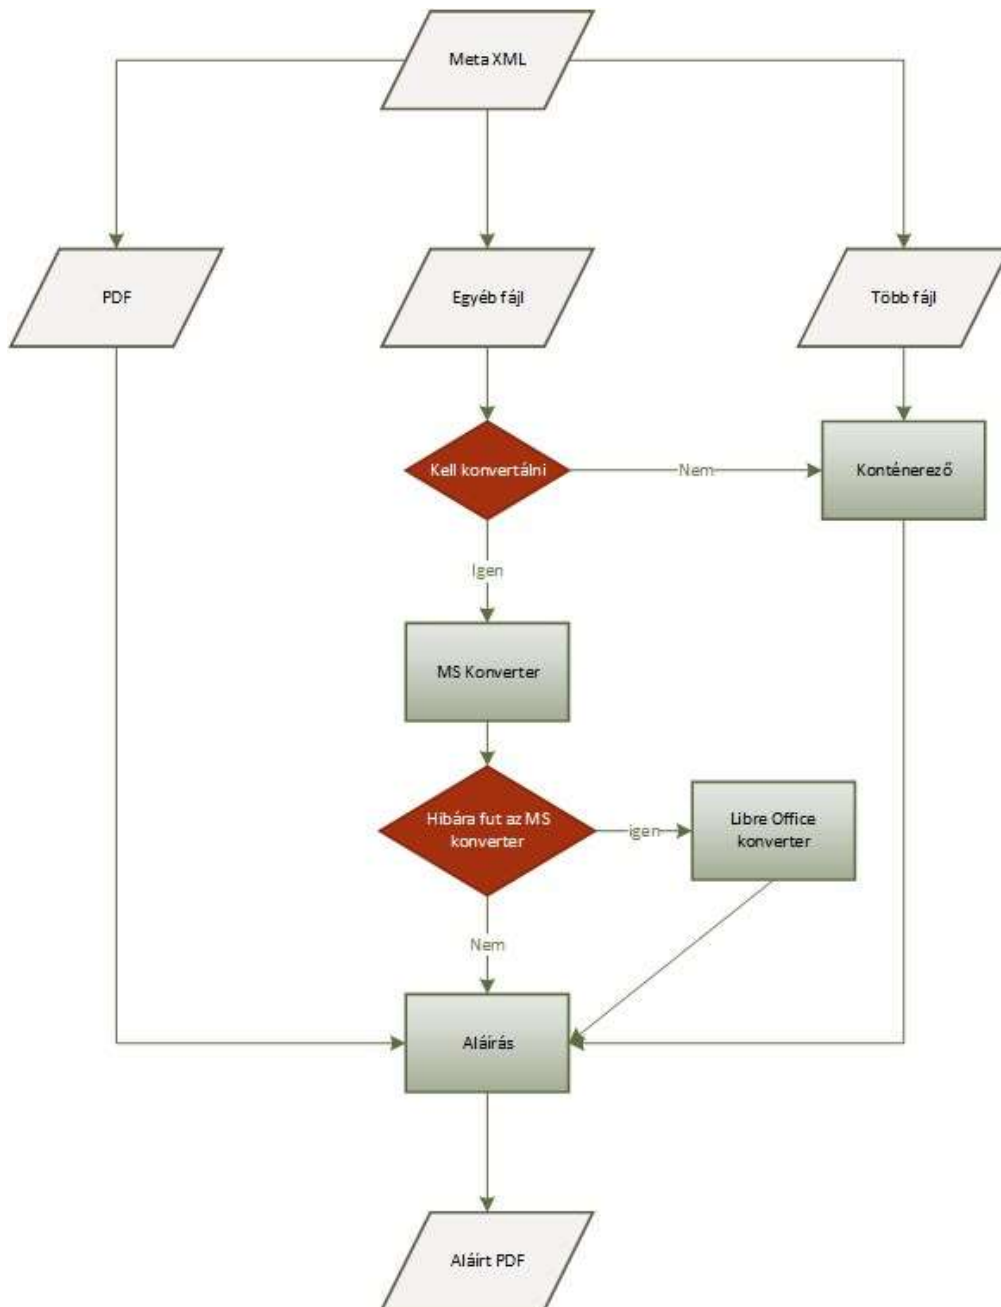 Meta XML
PDF
Egyéb fájl
Több fájl
Kell konvertálni
Nem
Konténerező
Igen
MS Konverter
Hibára fut az MS
konverter
igen
Libre Office
konverter
Nem
Aláírás
Aláírt PDF